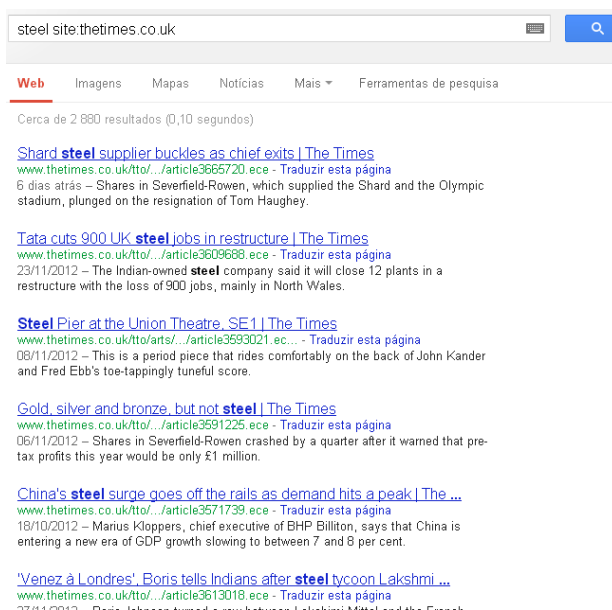 steel site:thetimes.co.uk
Web Imagens Mapas Notícias Mais Ferramentas de pesquisa
Cerca de 2 880 resultados (0,10 segundos)
Shard steel supplier buckles as chief exits | The Times
www.thetimes.co.uk/tto/.../article3665720.ece - Traduzir esta página
6 dias atrás – Shares in Severfield-Rowen, which supplied the Shard and the Olympic
stadium, plunged on the resignation of Tom Haughey.
Tata cuts 900 UK steel jobs in restructure | The Times
www.thetimes.co.uk/tto/.../article3609688.ece - Traduzir esta página
23/11/2012 – The Indian-owned steel company said it will close 12 plants in a
restructure with the loss of 900 jobs, mainly in North Wales.
Steel Pier at the Union Theatre, SE1 | The Times
www.thetimes.co.uk/tto/arts/.../article3593021.ec... - Traduzir esta página
08/11/2012 – This is a period piece that rides comfortably on the back of John Kander
and Fred Ebb's toe-tappingly tuneful score.
Gold, silver and bronze, but not steel | The Times
www.thetimes.co.uk/tto/.../article3591225.ece - Traduzir esta página
06/11/2012 – Shares in Severfield-Rowen crashed by a quarter after it warned that pre-
tax profits this year would be only £1 million.
China's steel surge goes off the rails as demand hits a peak | The ...
www.thetimes.co.uk/tto/.../article3571739.ece - Traduzir esta página
18/10/2012 – Marius Kloppers, chief executive of BHP Billiton, says that China is
entering a new era of GDP growth slowing to between 7 and 8 per cent.
'Venez à Londres', Boris tells Indians after steel tycoon Lakshmi ...
www.thetimes.co.uk/tto/.../article3613018.ece - Traduzir esta página
27/11/2012 – Boris Johnson turned a row between Lakshmi Mittal and the French